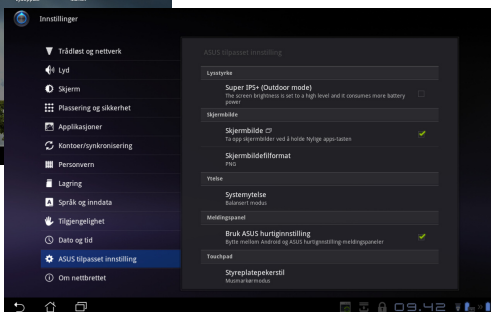 Innstillinger
Trådløst og nettverk
Lyd
Skjerm
Plassering og sikkerhet
Applikasjoner
Kontoer/synkronisering
Personvern
Lagring
Språk og inndata
Tilgjengelighet
Dato og tid
ASUS tilpasset innstilling
Om nettbrettet
ASUS tilpasset innstilling
Lysstyrke
Super IPS+ (Outdoor mode)
The screen brightness is set to a high level and it consumes more battery
power
Skjermbilde
Skjermbilde
Ta opp skjermbilder ved å holde Nylige apps-tasten
Skjermbildefilformat
PNG
Ytelse
Systemytelse
Balansert modus
Meldingspanel
Bruk ASUS hurtiginnstilling
Bytte mellom Android og ASUS hurtiginnstilling-meldingspaneler
Touchpad
Styreplatepekerstil
Musmarkørmodus
09.42